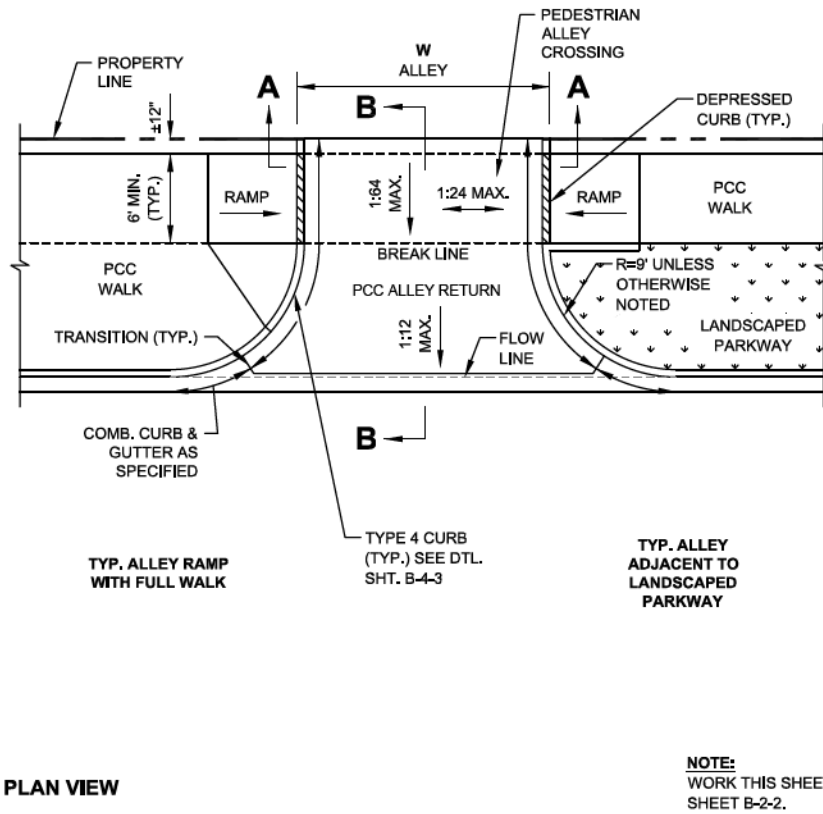 PEDESTRIAN
ALLEY
CROSSING
W
ALLEY
PROPERTY
LINE
±12"
A
B
A
DEPRESSED
CURB (TYP.)
6' MIN.
(TYP.)
RAMP
1:64
MAX.
1:24 MAX.
RAMP
PCC
WALK
PCC
WALK
BREAK LINE
PCC ALLEY RETURN
R=9' UNLESS
OTHERWISE
NOTED
TRANSITION (TYP.)
1:12
MAX.
FLOW
LINE
LANDSCAPED
PARKWAY
COMB. CURB &
GUTTER AS
SPECIFIED
B
TYPE 4 CURB
(TYP.) SEE DTL.
SHT. B-4-3
TYP. ALLEY RAMP
WITH FULL WALK
TYP. ALLEY
ADJACENT TO
LANDSCAPED
PARKWAY
PLAN VIEW
NOTE:
WORK THIS SHEE
SHEET B-2-2.